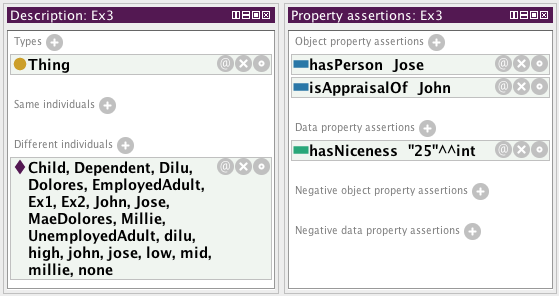 Description: Ex3
Types
Thing
Same individuals
Different individuals
Child, Dependent, Dilu,
Dolores, EmployedAdult,
Ex1, Ex2, John, Jose,
MaeDolores, Millie,
UnemployedAdult, dilu,
high, john, jose, low, mid,
millie, none
Property assertions: Ex3
Object property assertions
hasPerson Jose
isAppraisalOf John
Data property assertions
hasNiceness "25"^^int
Negative object property assertions
Negative data property assertions